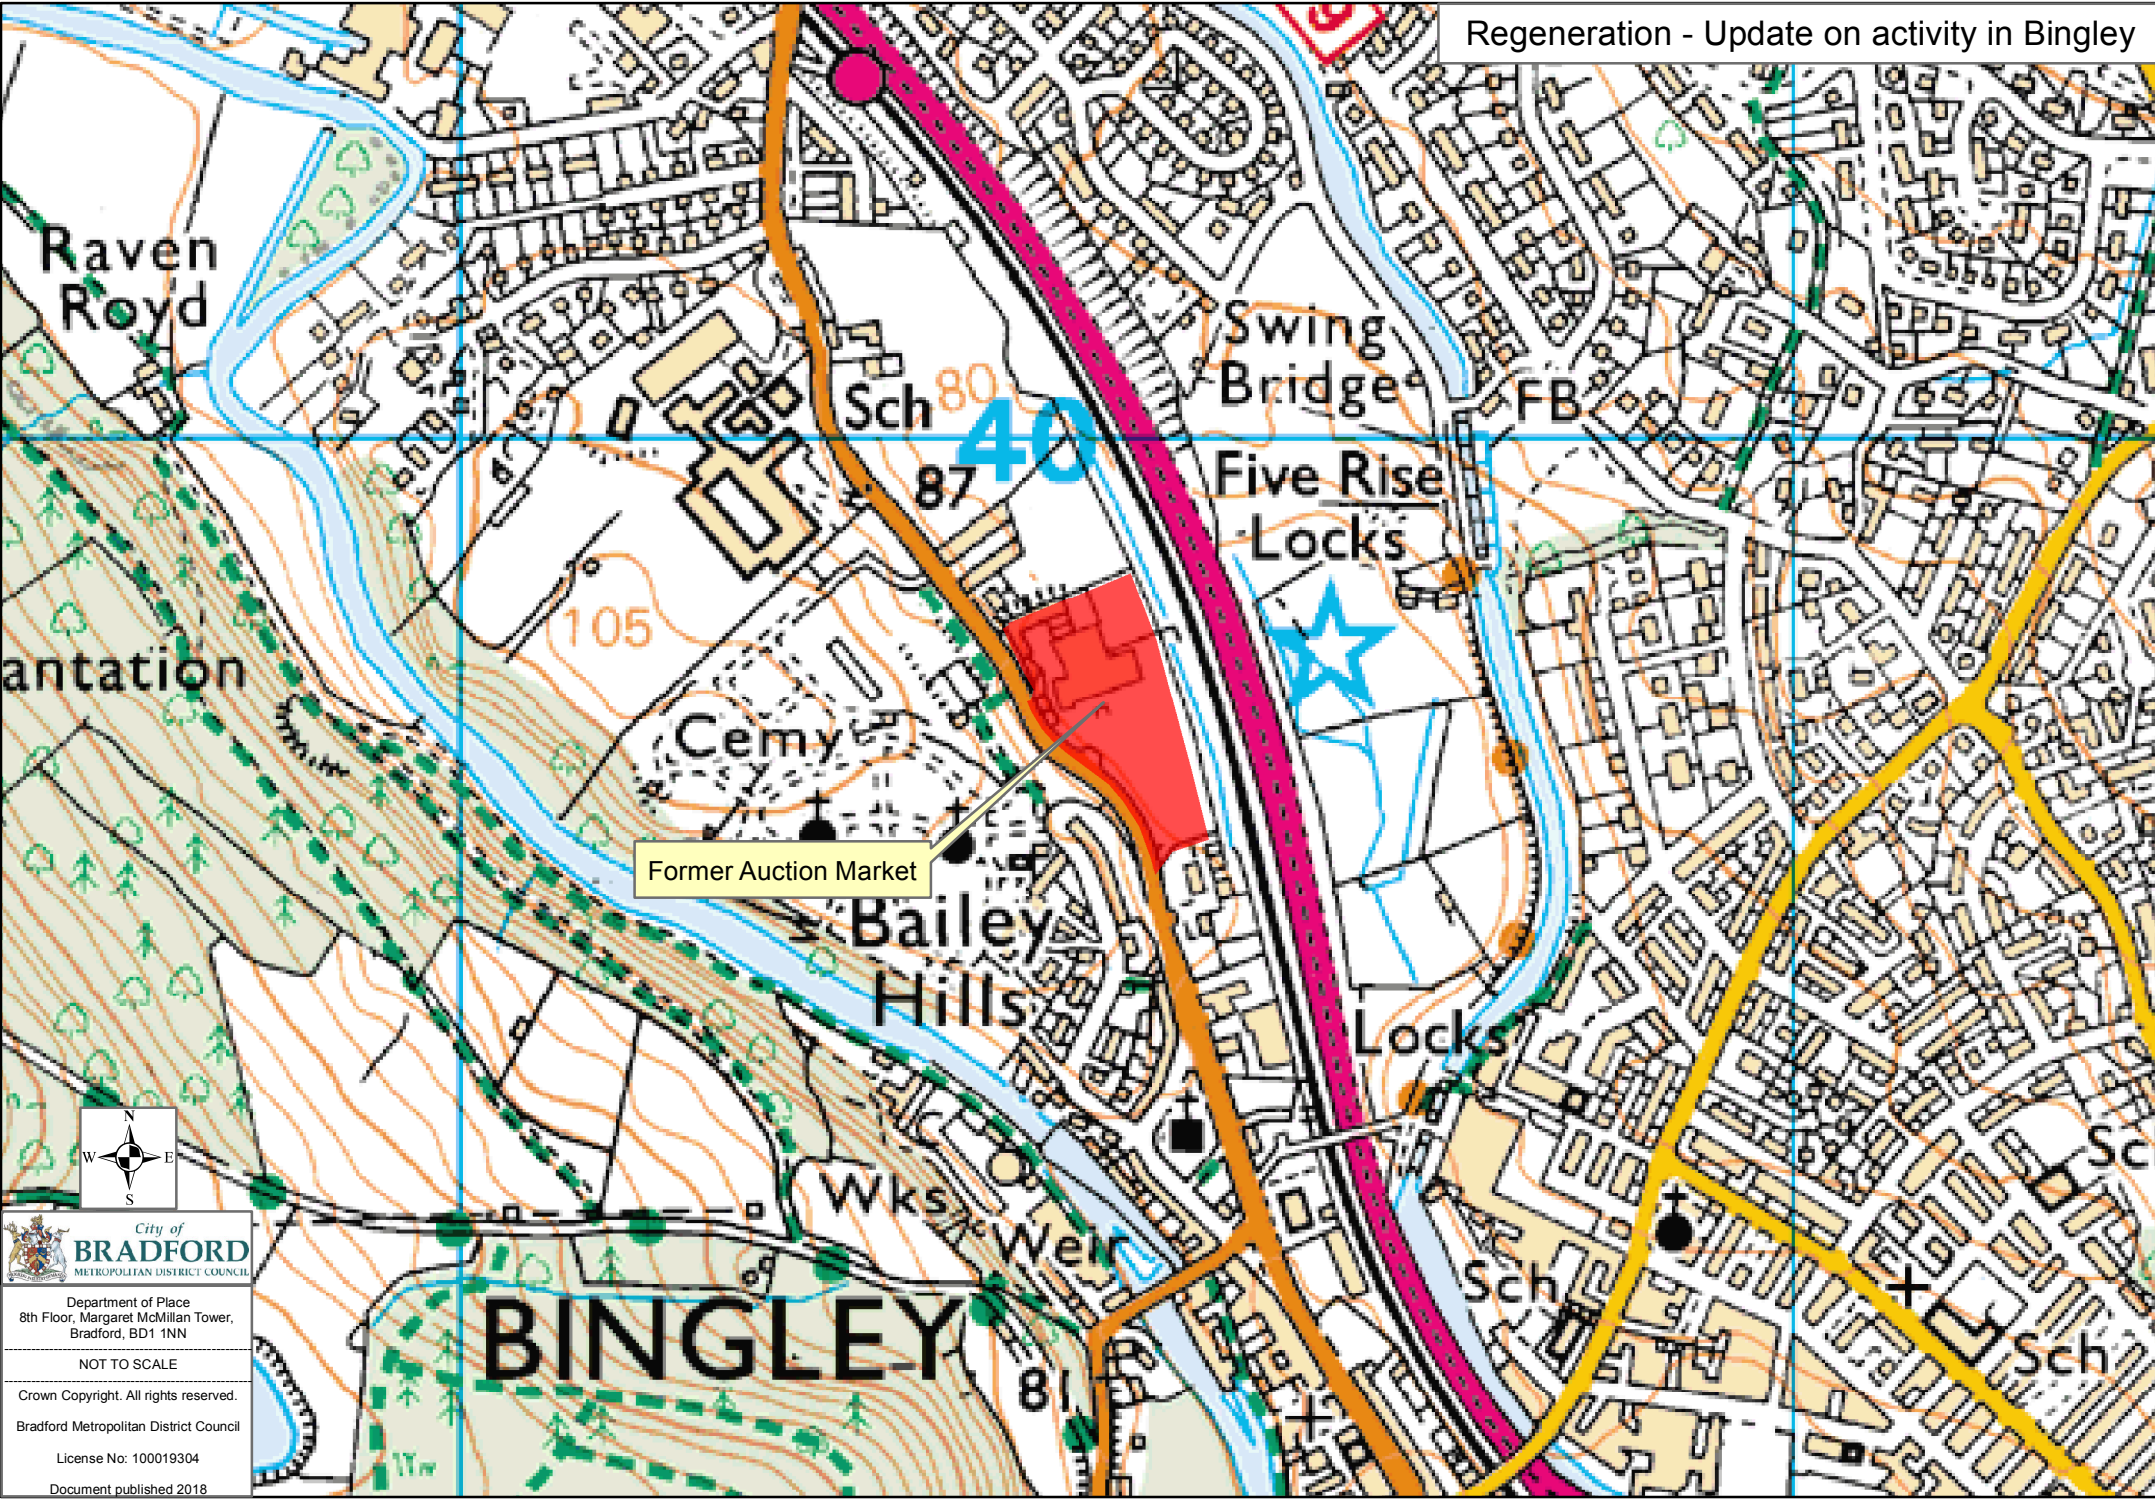 Regeneration - Update on activity in Bingley
Raven
Royd
Swing
Bridge
FB
Sch
80
40
87
Five Rise
Locks
105
antation
Cemy
Former Auction Market
Bailey
Hills
Locks
N
W E
S
Wks
Weir
Sc
City of
BRADFORD
METROPOLITAN DISTRICT COUNCIL
Department of Place
8th Floor, Margaret McMillan Tower,
Bradford, BD1 1NN
NOT TO SCALE
Crown Copyright. All rights reserved.
Bradford Metropolitan District Council
License No: 100019304
Document published 2018
BINGLEY
81
Sch
Sch